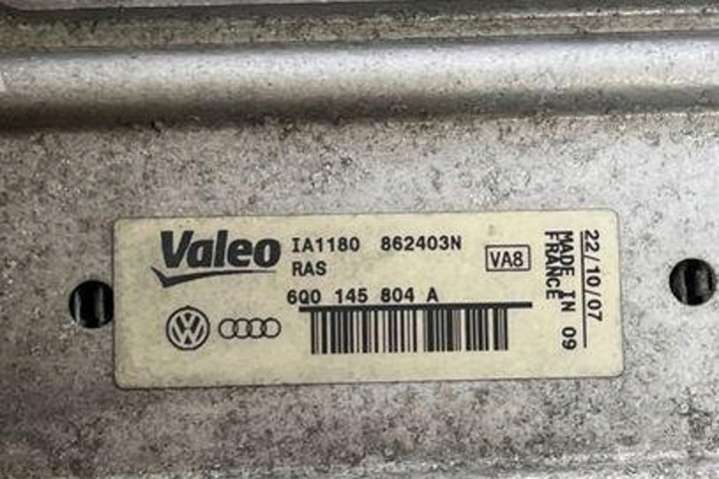 Valeo IA1180 862403N
RAS
VA8
6Q0 145 804 A
22/10/07
MADE IN 09
FRANCE